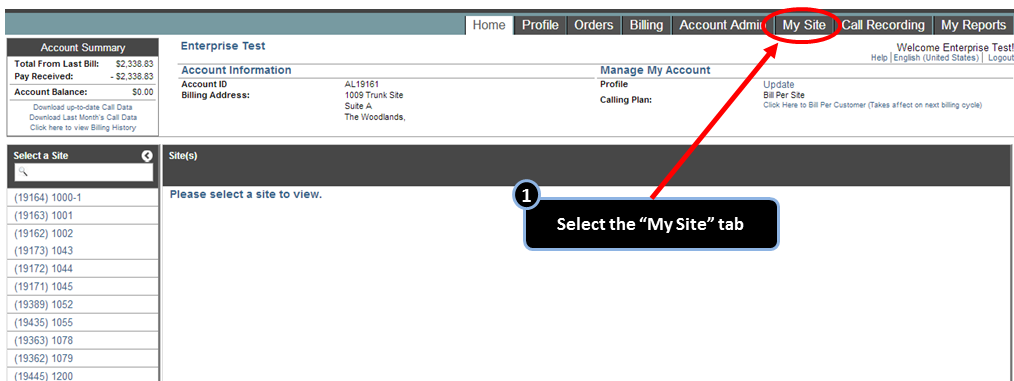 Home Profile Orders Billing Account Admin My Site Call Recording My Reports
Account Summary
Total From Last Bill: $2,338.83
Pay Received: - $2,338.83
Account Balance: $0.00
Download up-to-date Call Data
Download Last Month's Call Data
Click here to view Billing History
Enterprise Test
Welcome Enterprise Test!
Help | English (United States) | Logout
Account Information
Account ID AL19161
Billing Address: 1009 Trunk Site
Suite A
The Woodlands,
Manage My Account
Profile Update
Calling Plan: Bill Per Site
Click Here to Bill Per Customer (Takes affect on next billing cycle)
Select a Site
(19164) 1000-1
(19163) 1001
(19162) 1002
(19173) 1043
(19172) 1044
(19171) 1045
(19389) 1052
(19435) 1055
(19363) 1078
(19362) 1079
(19445) 1200
Site(s)
Please select a site to view.
1
Select the “My Site” tab